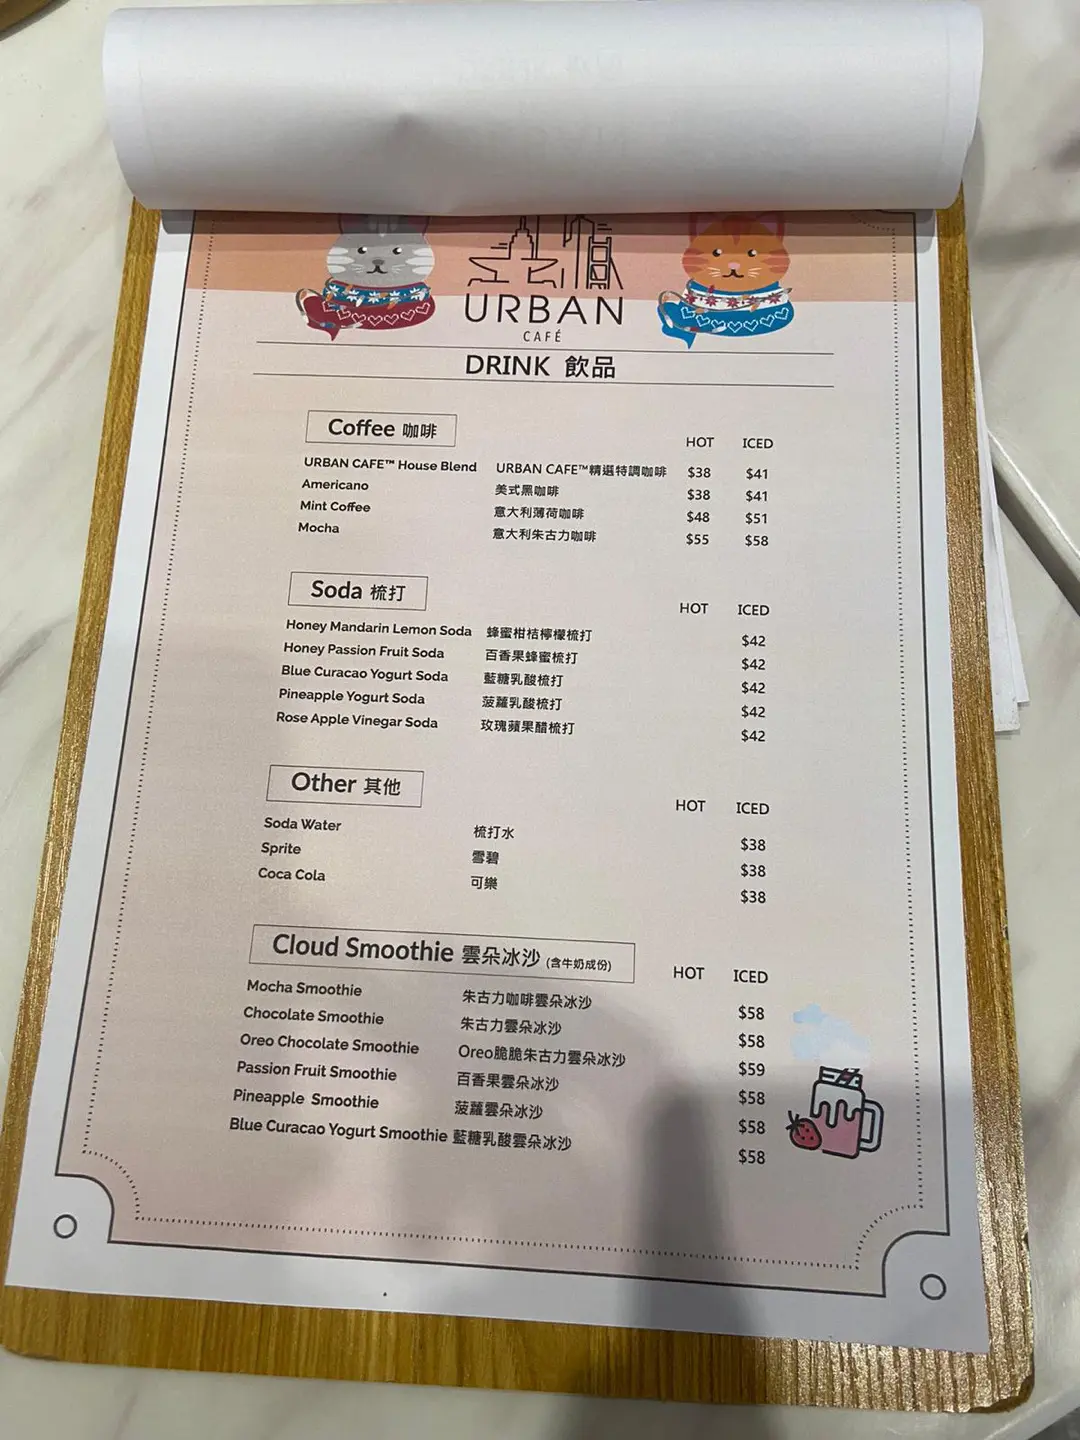 URBAN
CAFÉ
DRINK 飲品
Coffee 咖啡 HOT ICED
URBAN CAFE™ House Blend URBAN CAFE™精選特調咖啡 $38 $41
Americano 美式黑咖啡 $38 $41
Mint Coffee 意大利薄荷咖啡 $48 $51
Mocha 意大利朱古力咖啡 $55 $58
Soda 梳打 HOT ICED
Honey Mandarin Lemon Soda 蜂蜜柑桔檸檬梳打 $42
Honey Passion Fruit Soda 百香果蜂蜜梳打 $42
Blue Curacao Yogurt Soda 藍糖乳酸梳打 $42
Pineapple Yogurt Soda 菠蘿乳酸梳打 $42
Rose Apple Vinegar Soda 玫瑰蘋果醋梳打 $42
Other 其他 HOT ICED
Soda Water 梳打水 $38
Sprite 雪碧 $38
Coca Cola 可樂 $38
Cloud Smoothie 雲朵冰沙 (含牛奶成份) HOT ICED
Mocha Smoothie 朱古力咖啡雲朵冰沙 $58
Chocolate Smoothie 朱古力雲朵冰沙 $58
Oreo Chocolate Smoothie Oreo脆脆朱古力雲朵冰沙 $59
Passion Fruit Smoothie 百香果雲朵冰沙 $58
Pineapple Smoothie 菠蘿雲朵冰沙 $58
Blue Curacao Yogurt Smoothie 藍糖乳酸雲朵冰沙 $58